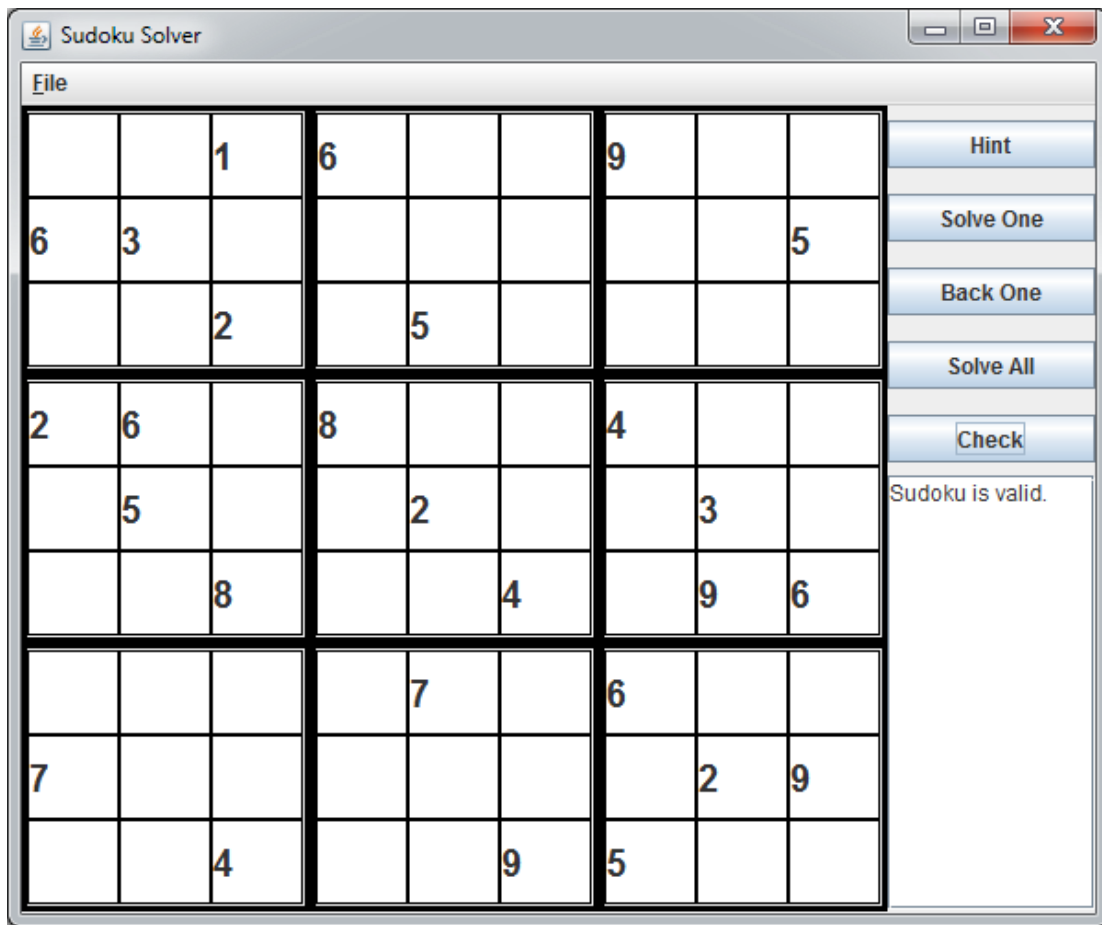 Sudoku Solver
File
1 6 9
6 3 5
2 5
2 6 8 4
5 2 3
8 4 9 6
7 6
7 2 9
4 9 5
Hint
Solve One
Back One
Solve All
Check
Sudoku is valid.